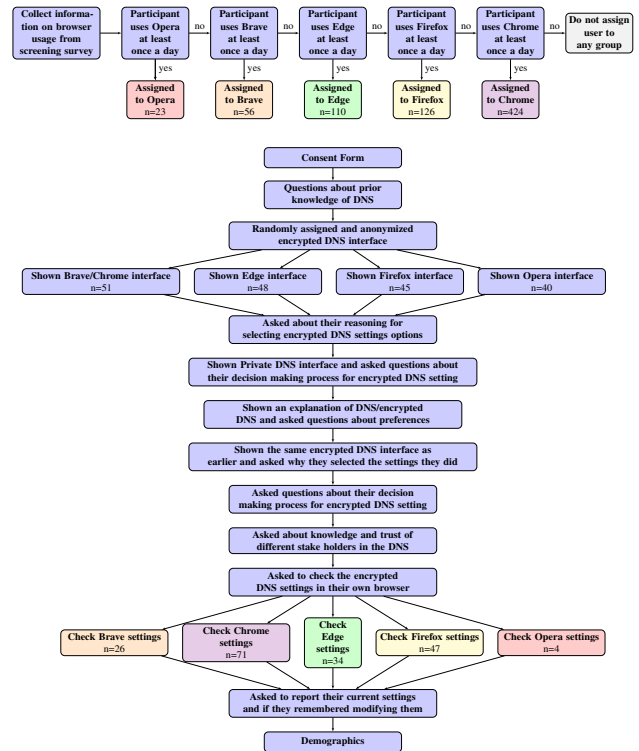 Collect information on browser usage from screening survey
Participant uses Opera at least once a day
no
Participant uses Brave at least once a day
no
Participant uses Edge at least once a day
no
Participant uses Firefox at least once a day
no
Participant uses Chrome at least once a day
no
Do not assign user to any group
yes
yes
yes
yes
yes
Assigned to Opera
n=23
Assigned to Brave
n=56
Assigned to Edge
n=110
Assigned to Firefox
n=126
Assigned to Chrome
n=424
Consent Form
Questions about prior
knowledge of DNS
Randomly assigned and anonymized
encrypted DNS interface
Shown Brave/Chrome interface
n=51
Shown Edge interface
n=48
Shown Firefox interface
n=45
Shown Opera interface
n=40
Asked about their reasoning for
selecting encrypted DNS settings options
Shown Private DNS interface and asked questions about
their decision making process for encrypted DNS setting
Shown an explanation of DNS/encrypted
DNS and asked questions about preferences
Shown the same encrypted DNS interface as
earlier and asked why they selected the settings they did
Asked questions about their decision
making process for encrypted DNS setting
Asked about knowledge and trust of
different stake holders in the DNS
Asked to check the encrypted
DNS settings in their own browser
Check Brave settings
n=26
Check Chrome
settings
n=71
Check
Edge
settings
n=34
Check Firefox settings
n=47
Check Opera settings
n=4
Asked to report their current settings
and if they remembered modifying them
Demographics